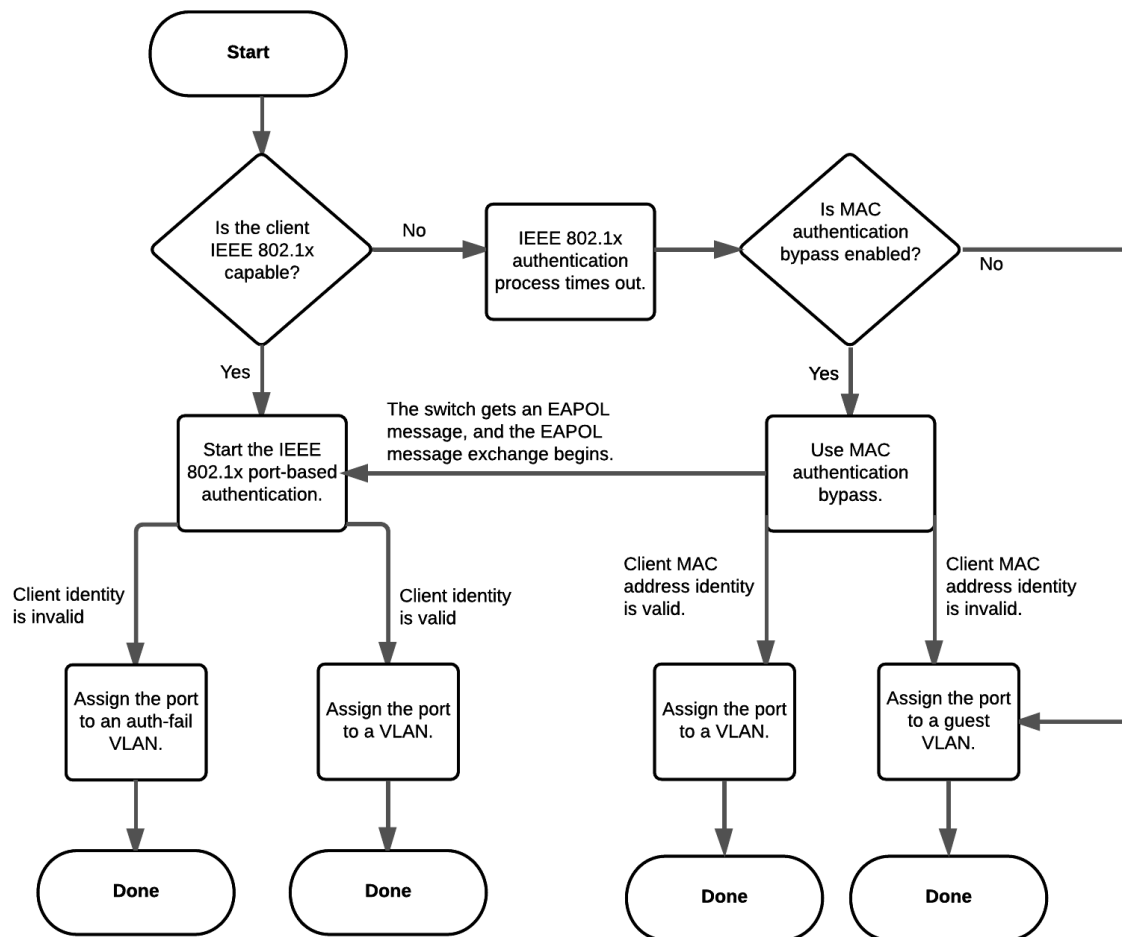 Start
Is the client
IEEE 802.1x
capable?
No
IEEE 802.1x
authentication
process times out.
Is MAC
authentication
bypass enabled?
No
Yes
Yes
The switch gets an EAPOL
message, and the EAPOL
message exchange begins.
Start the IEEE
802.1x port-based
authentication.
Use MAC
authentication
bypass.
Client identity
is invalid
Client identity
is valid
Client MAC
address identity
is valid.
Client MAC
address identity
is invalid.
Assign the port
to an auth-fail
VLAN.
Assign the port
to a VLAN.
Assign the port
to a VLAN.
Assign the port
to a guest
VLAN.
Done
Done
Done
Done